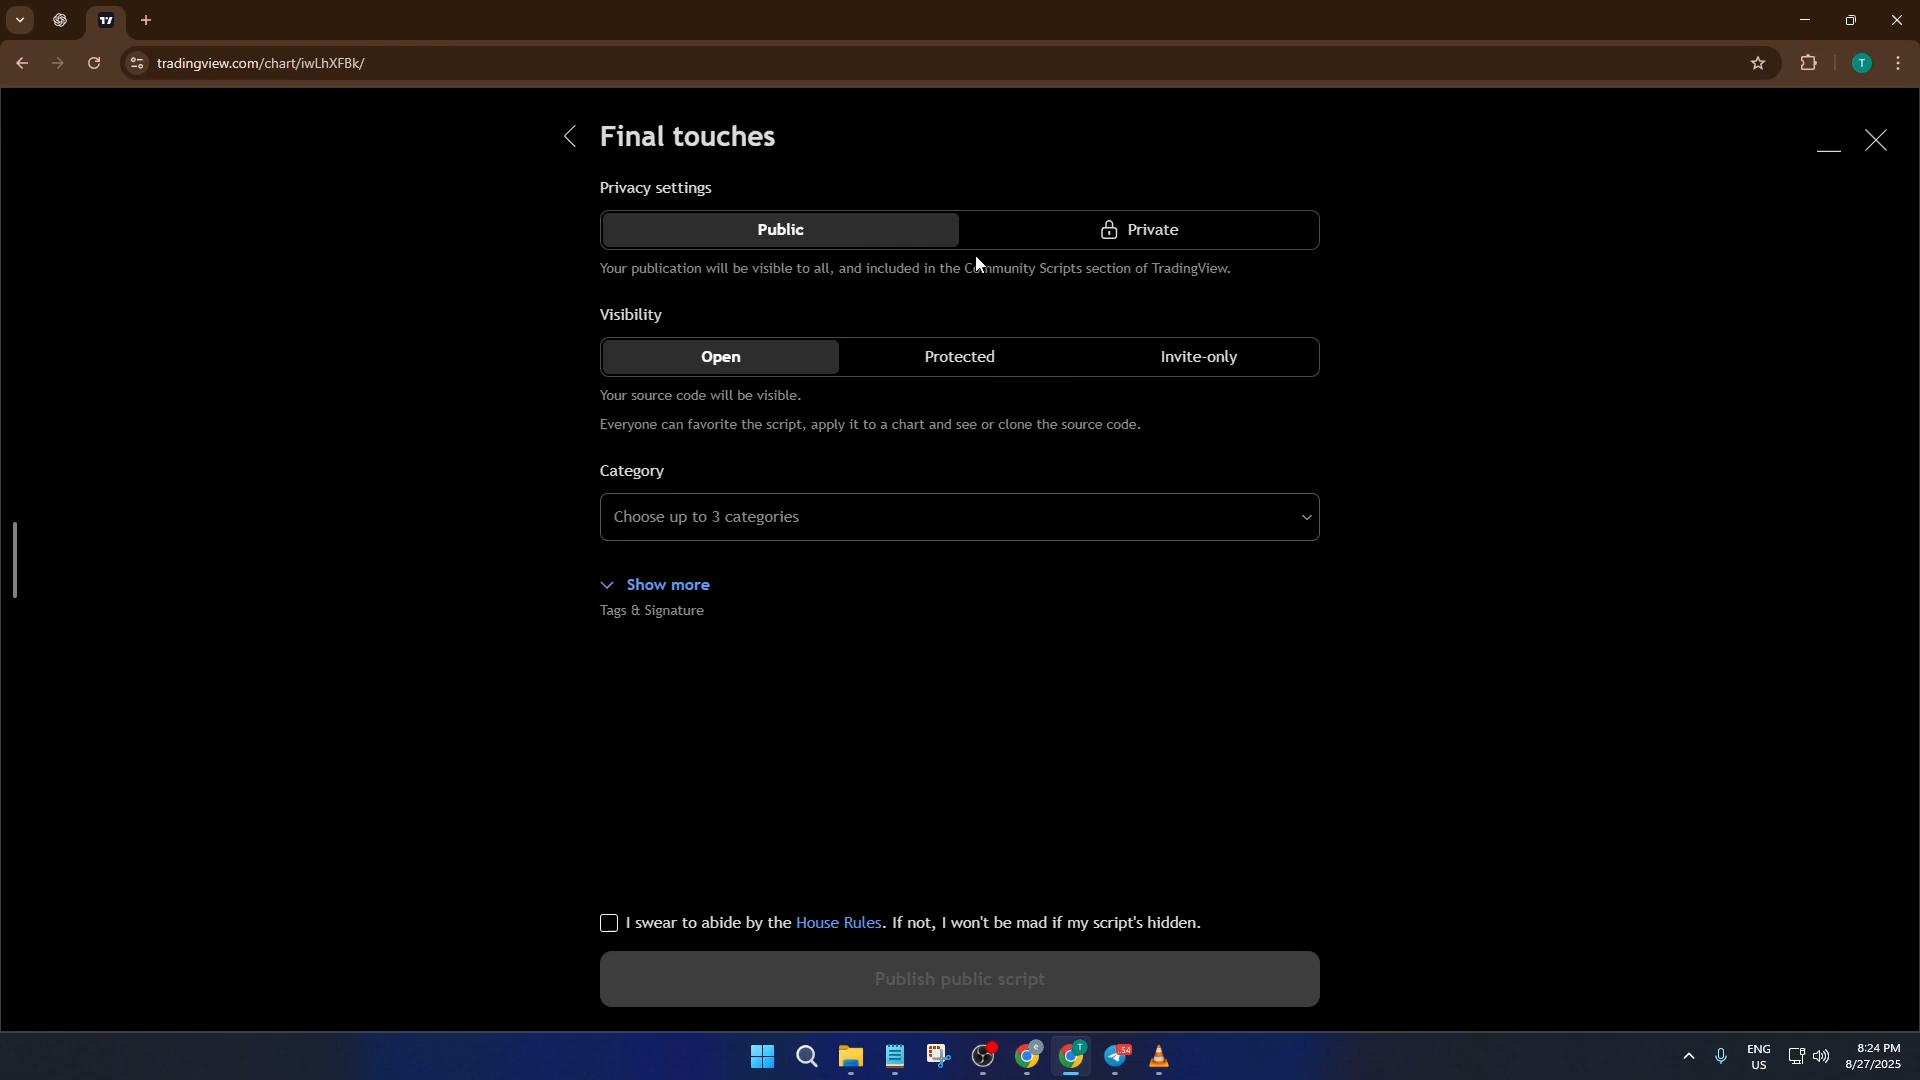 tradingview.com/chart/iwLhXFBk/
T
Final touches
Privacy settings
Public
Private
Your publication will be visible to all, and included in the Community Scripts section of TradingView.
Visibility
Open
Protected
Invite-only
Your source code will be visible.
Everyone can favorite the script, apply it to a chart and see or clone the source code.
Category
Choose up to 3 categories
Show more
Tags & Signature
I swear to abide by the House Rules. If not, I won't be mad if my script's hidden.
Publish public script
e
T
54
ENG
US
8:24 PM
8/27/2025